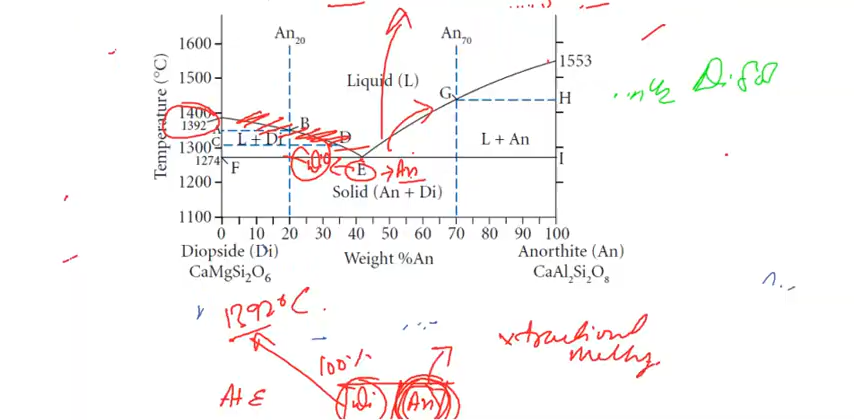 An20 An70
1600
Liquid (L)
1553
1500
G H
Difd
1400
1392 A B
C L + Di D L + An
1300
1274 F Di E → An I
1200
Solid (An + Di)
1100
Temperature (°C)
0 10 20 30 40 50 60 70 80 90 100
Diopside (Di) Weight %An Anorthite (An)
CaMgSi2O6 CaAl2Si2O8
1392°C.
100%
At E Di An